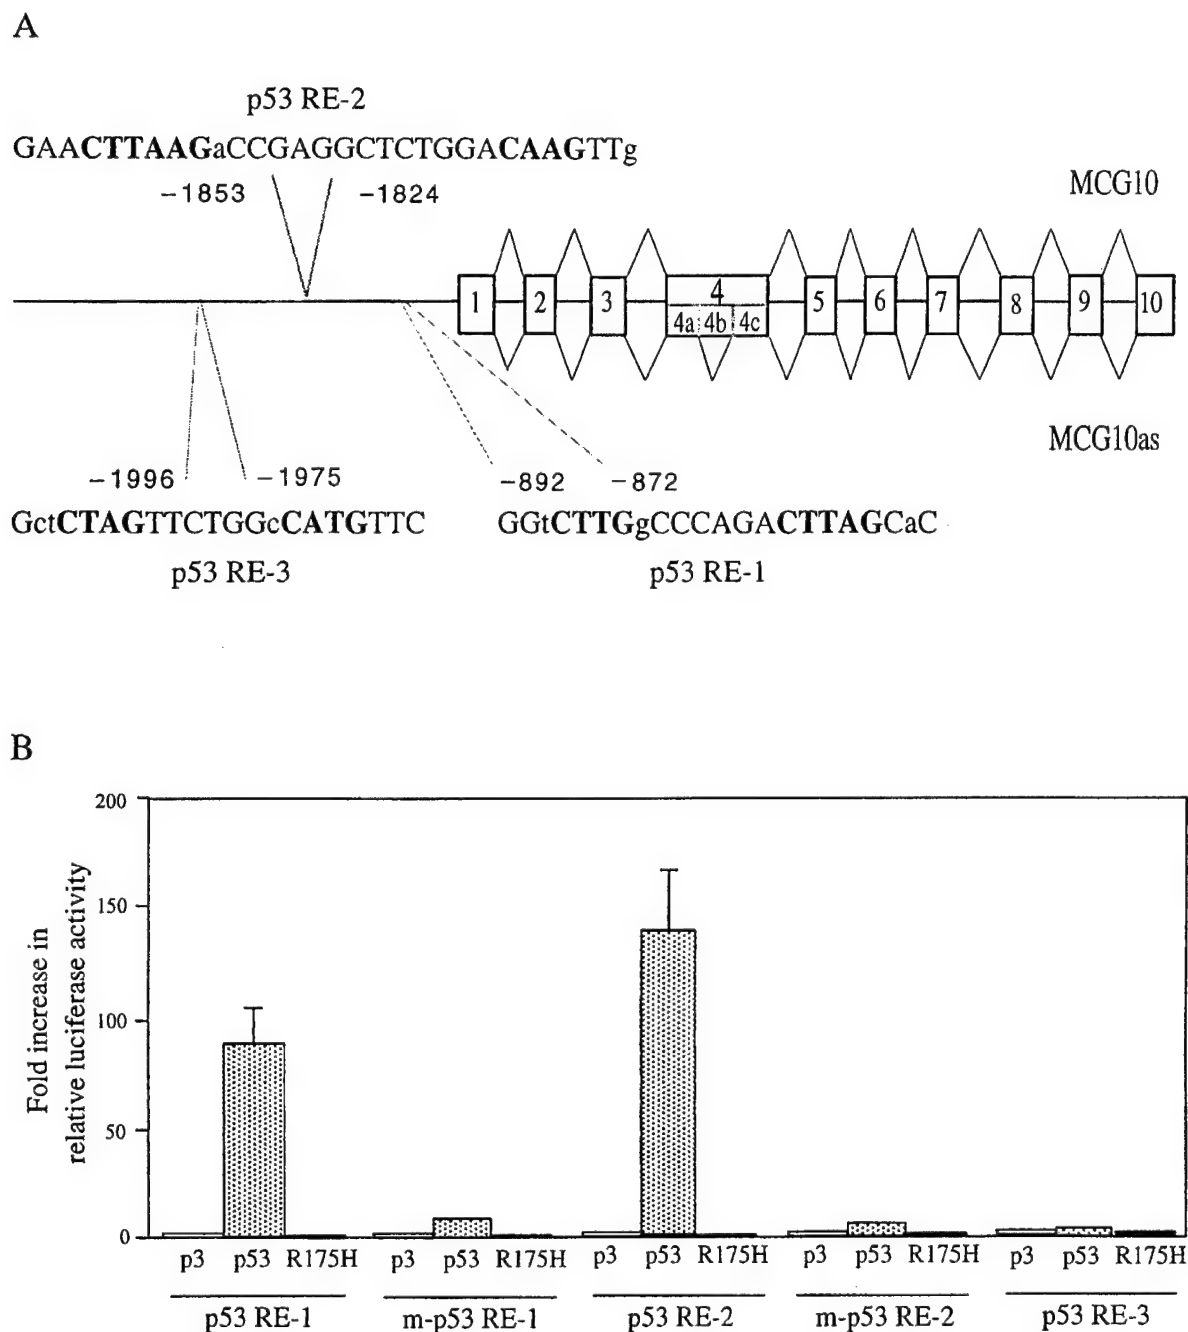 A
p53 RE-2
GAACTTAAGaCCGAGGCTCTGGACAAGTTg
−1853 −1824
MCG10
1 2 3 4 5 6 7 8 9 10
4a 4b 4c
MCG10as
−1996 −1975 −892 −872
GctCTAGTTCTGGcCATGTTC GGtCTTGgCCCAGACTTAGCaC
p53 RE-3 p53 RE-1
B
Fold increase in
relative luciferase activity
200
150
100
50
0
p3 p53 R175H p3 p53 R175H p3 p53 R175H p3 p53 R175H p3 p53 R175H
p53 RE-1 m-p53 RE-1 p53 RE-2 m-p53 RE-2 p53 RE-3